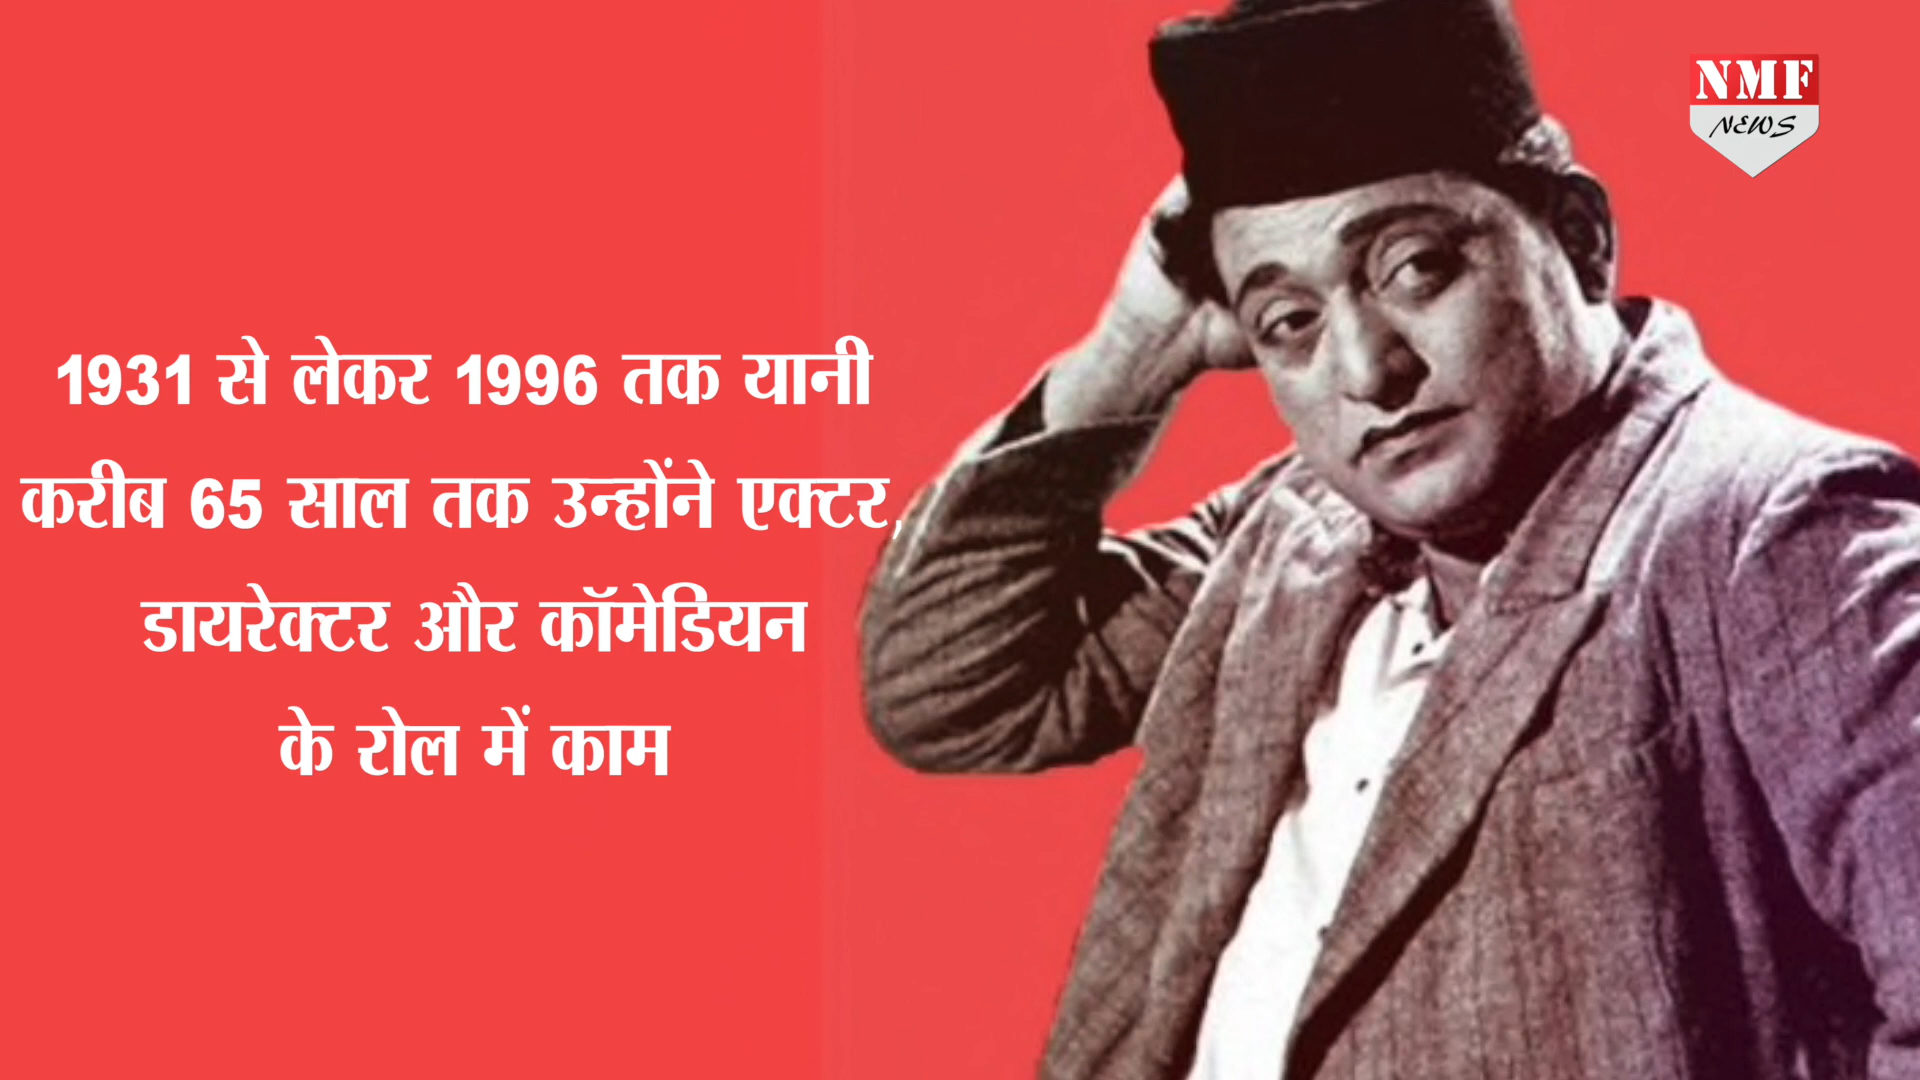 NMF
NEWS
1931 से लेकर 1996 तक यानी
करीब 65 साल तक उन्होंने एक्टर,
डायरेक्टर और कॉमेडियन
के रोल में काम